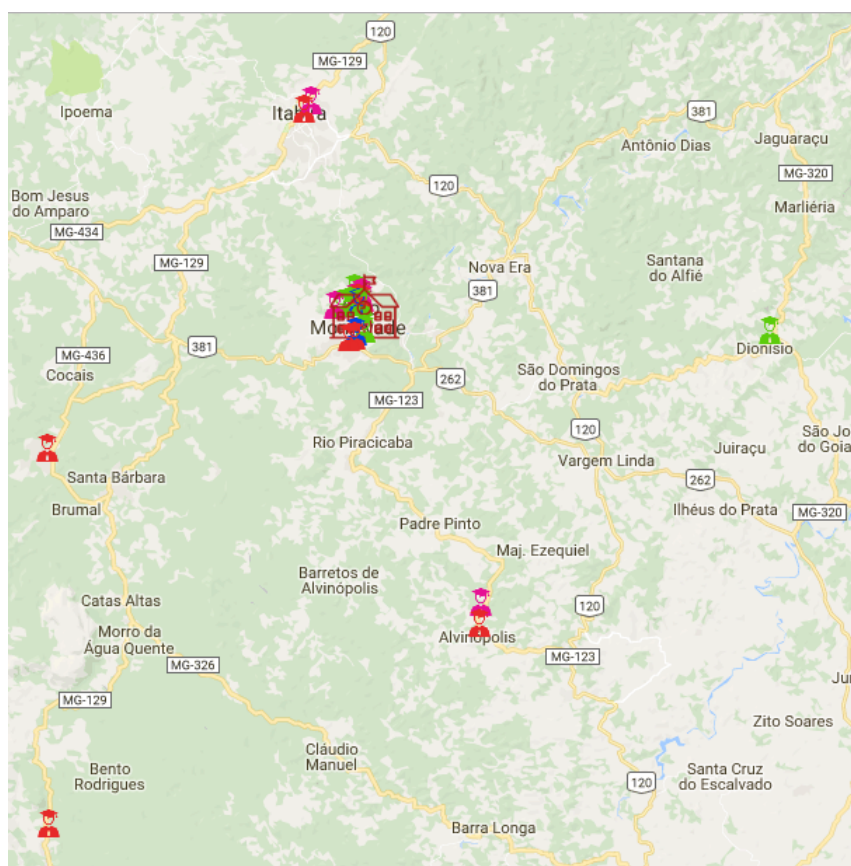 120
MG-129
Ipoema
381
Antônio Dias
Jaguaraçu
MG-320
Bom Jesus
do Amparo
120
Marliéria
MG-434
MG-129
Santana
do Alfié
Nova Era
381
381
Dionísio
MG-436
Cocais
262
São Domingos
do Prata
MG-123
120
Rio Piracicaba
Vargem Linda
Juiraçu
São Jo
do Goia
Santa Bárbara
262
Brumal
Ilhéus do Prata
MG-320
Padre Pinto
Maj. Ezequiel
Barretos de
Alvinópolis
Catas Altas
120
Morro da
Água Quente
Alvinópolis
MG-326
MG-123
Jur
MG-129
Zito Soares
Cláudio
Manuel
Bento
Rodrigues
120
Santa Cruz
do Escalvado
Barra Longa